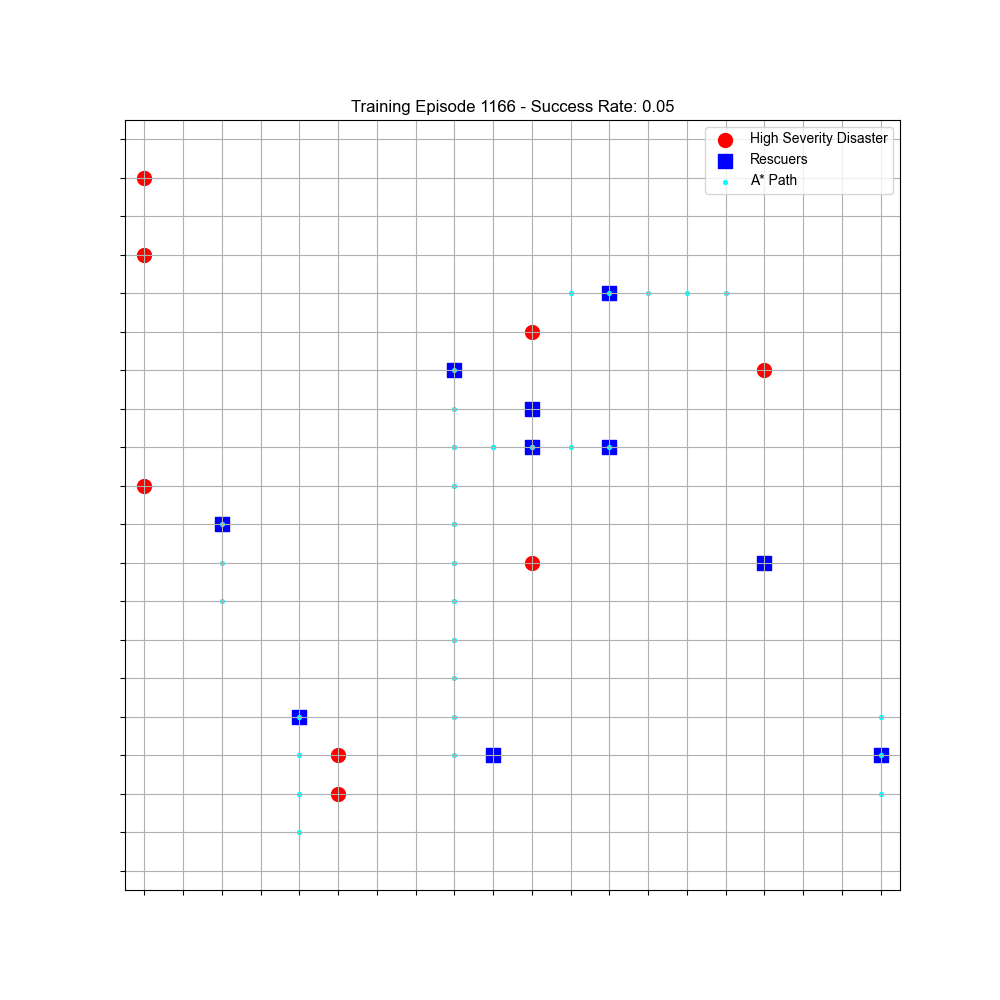 Training Episode 1166 - Success Rate: 0.05
High Severity Disaster
Rescuers
A* Path